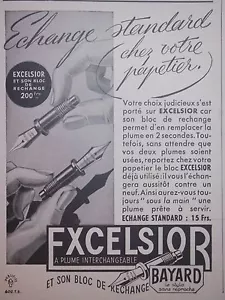 Echange standard
chez votre
papetier.
EXCELSIOR
ET SON BLOC
DE
RECHANGE
200 Frs
Votre choix judicieux s'est
porté sur EXCELSIOR car
son bloc de rechange
permet d'en remplacer la
plume en 2 secondes. Tou-
tefois, sans attendre que
vos deux plumes soient
usées, reportez chez votre
papetier le bloc EXCELSIOR
déjà utilisé: il vous l'échan-
gera aussitôt contre un
neuf. Ainsi aurez-vous tou-
jours "sous la main" une
plume prête à servir.
ECHANGE STANDARD : 15 Frs.
EXCELSIOR
A PLUME INTERCHANGEABLE
ET SON BLOC DE RECHANGE
BAYARD
le stylo
sans reproche